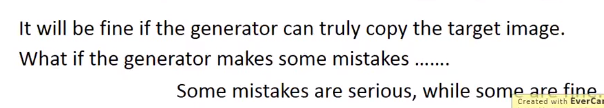 It will be fine if the generator can truly copy the target image.
What if the generator makes some mistakes .......
Some mistakes are serious, while some are fine.
Created with EverCa